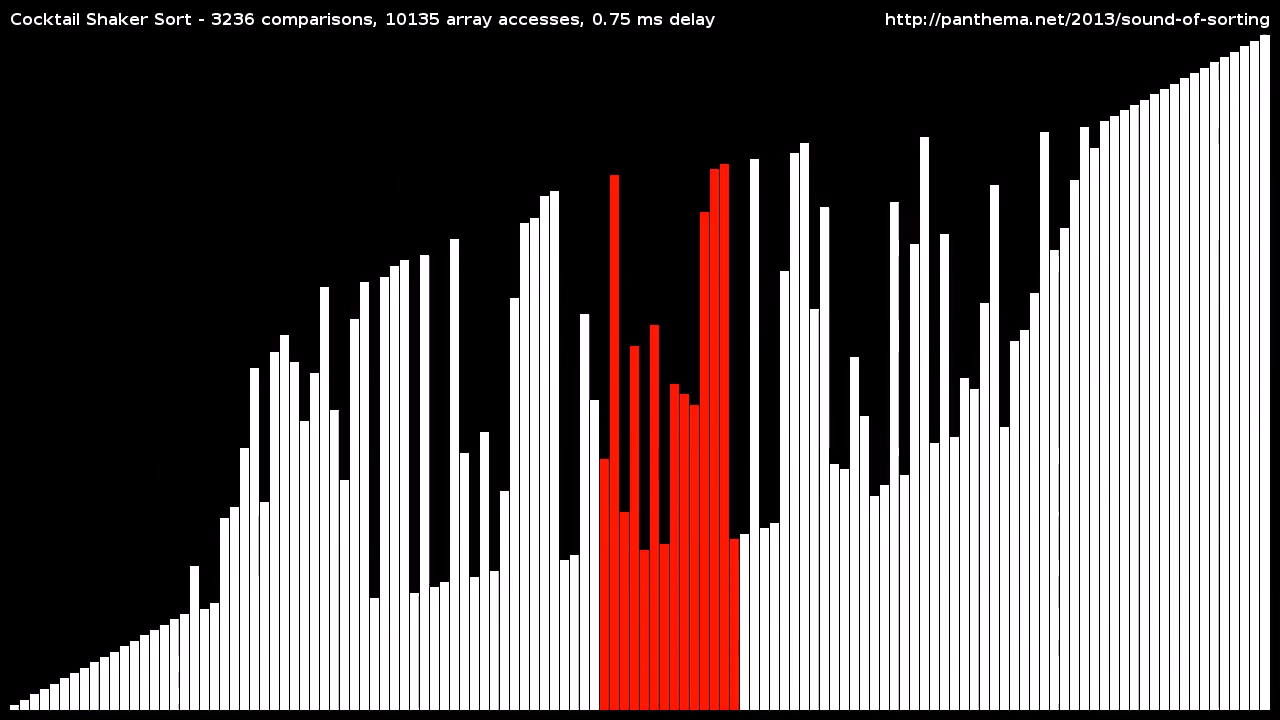 Cocktail Shaker Sort - 3236 comparisons, 10135 array accesses, 0.75 ms delay
http://panthema.net/2013/sound-of-sorting